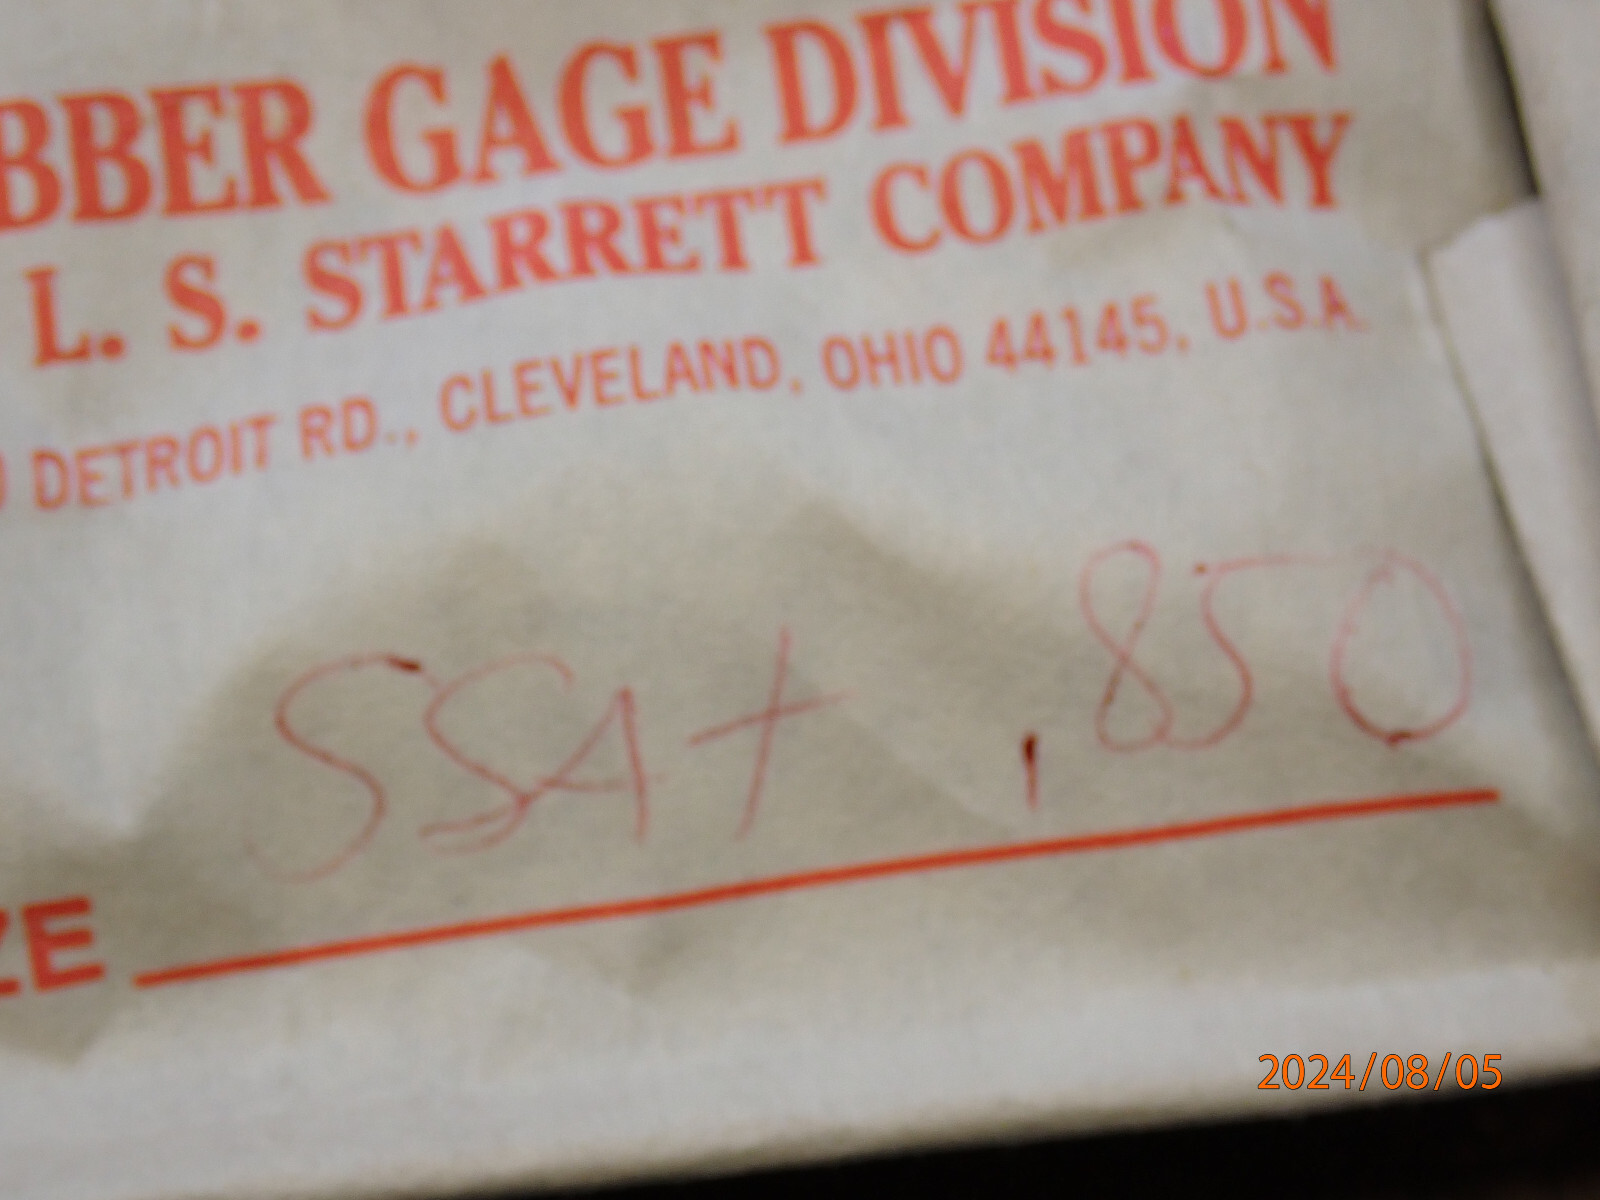 BBER GAGE DIVISION
L. S. STARRETT COMPANY
DETROIT RD., CLEVELAND, OHIO 44145, U.S.A.
SSA+ .850
ZE
2024/08/05